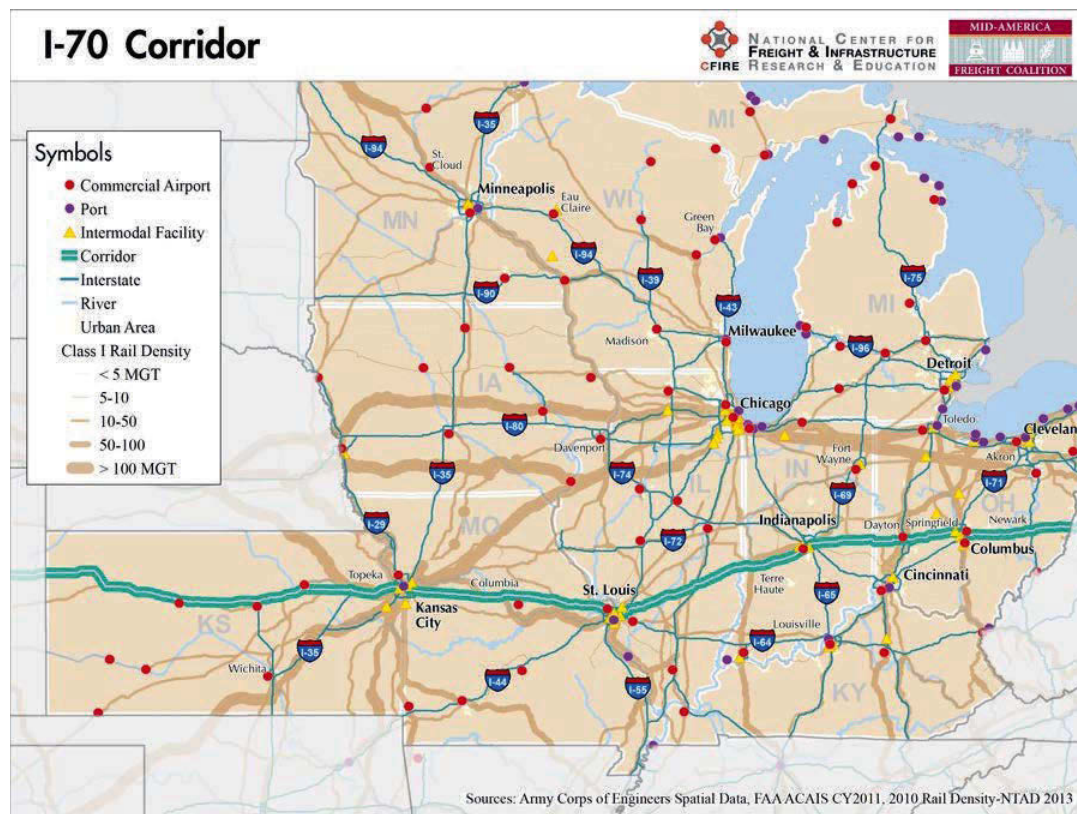 I-70 Corridor
CFIRE
NATIONAL CENTER FOR
FREIGHT & INFRASTRUCTURE
RESEARCH & EDUCATION
MID-AMERICA
FREIGHT COALITION
Symbols
Commercial Airport
Port
Intermodal Facility
Corridor
Interstate
River
Urban Area
Class I Rail Density
< 5 MGT
5-10
10-50
50-100
> 100 MGT
I-35
MI
I-94
St.
Cloud
Minneapolis
Eau
Claire
WI
MN
Green
Bay
I-94
I-39
I-75
I-90
I-43
MI
Milwaukee
Madison
I-96
Detroit
IA
Chicago
I-80
Toledo
Cleveland
Davenport
Fort
Wayne
Akron
I-35
I-74
IL
IN
I-69
I-71
OH
I-29
MO
Indianapolis
Dayton
Springfield
Newark
I-72
Columbus
Topeka
Columbia
St. Louis
Terre
Haute
Cincinnati
Kansas
City
I-65
KS
Louisville
I-35
I-64
Wichita
I-44
I-55
KY
Sources: Army Corps of Engineers Spatial Data, FAA ACAIS CY2011, 2010 Rail Density-NTAD 2013